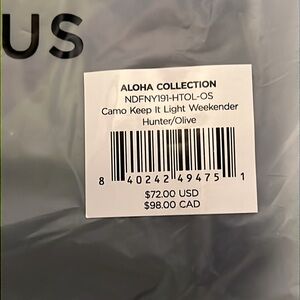 US
ALOHA COLLECTION
NDFNY191-HTOL-OS
Camo Keep It Light Weekender
Hunter/Olive
8 40242 49475 1
$72.00 USD
$98.00 CAD